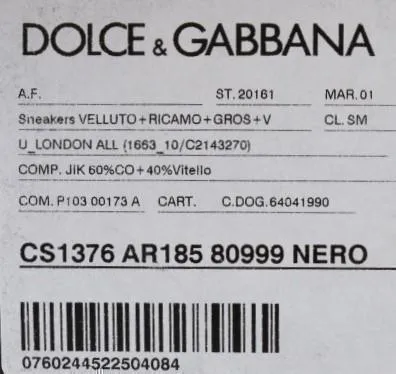 DOLCE & GABBANA
A.F. ST. 20161 MAR. 01
Sneakers VELLUTO+RICAMO+GROS+V CL. SM
U_LONDON ALL (1653_10/C2143270)
COMP. JIK 60%CO+40%Vitello
COM. P103 00173 A CART. C.DOG. 64041990
CS1376 AR185 80999 NERO
0760244522504084